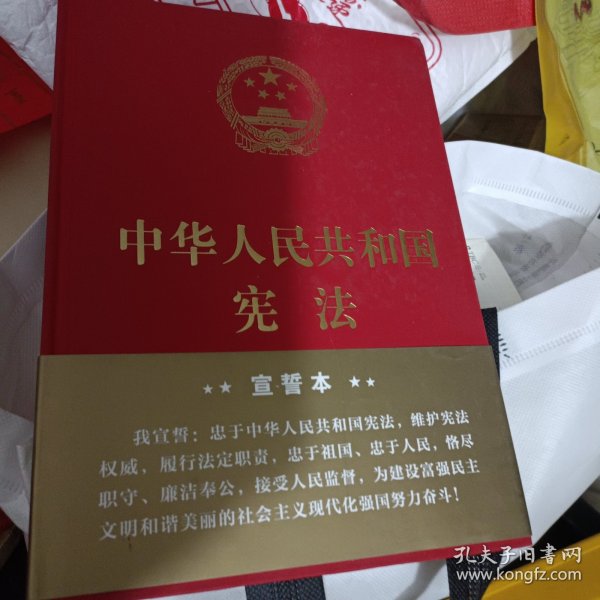 中华人民共和国
宪法
★★ 宣誓本 ★★
我宣誓：忠于中华人民共和国宪法，维护宪法
权威，履行法定职责，忠于祖国、忠于人民，恪尽
职守、廉洁奉公，接受人民监督，为建设富强民主
文明和谐美丽的社会主义现代化强国努力奋斗！
孔夫子旧书网
www.kongfz.com